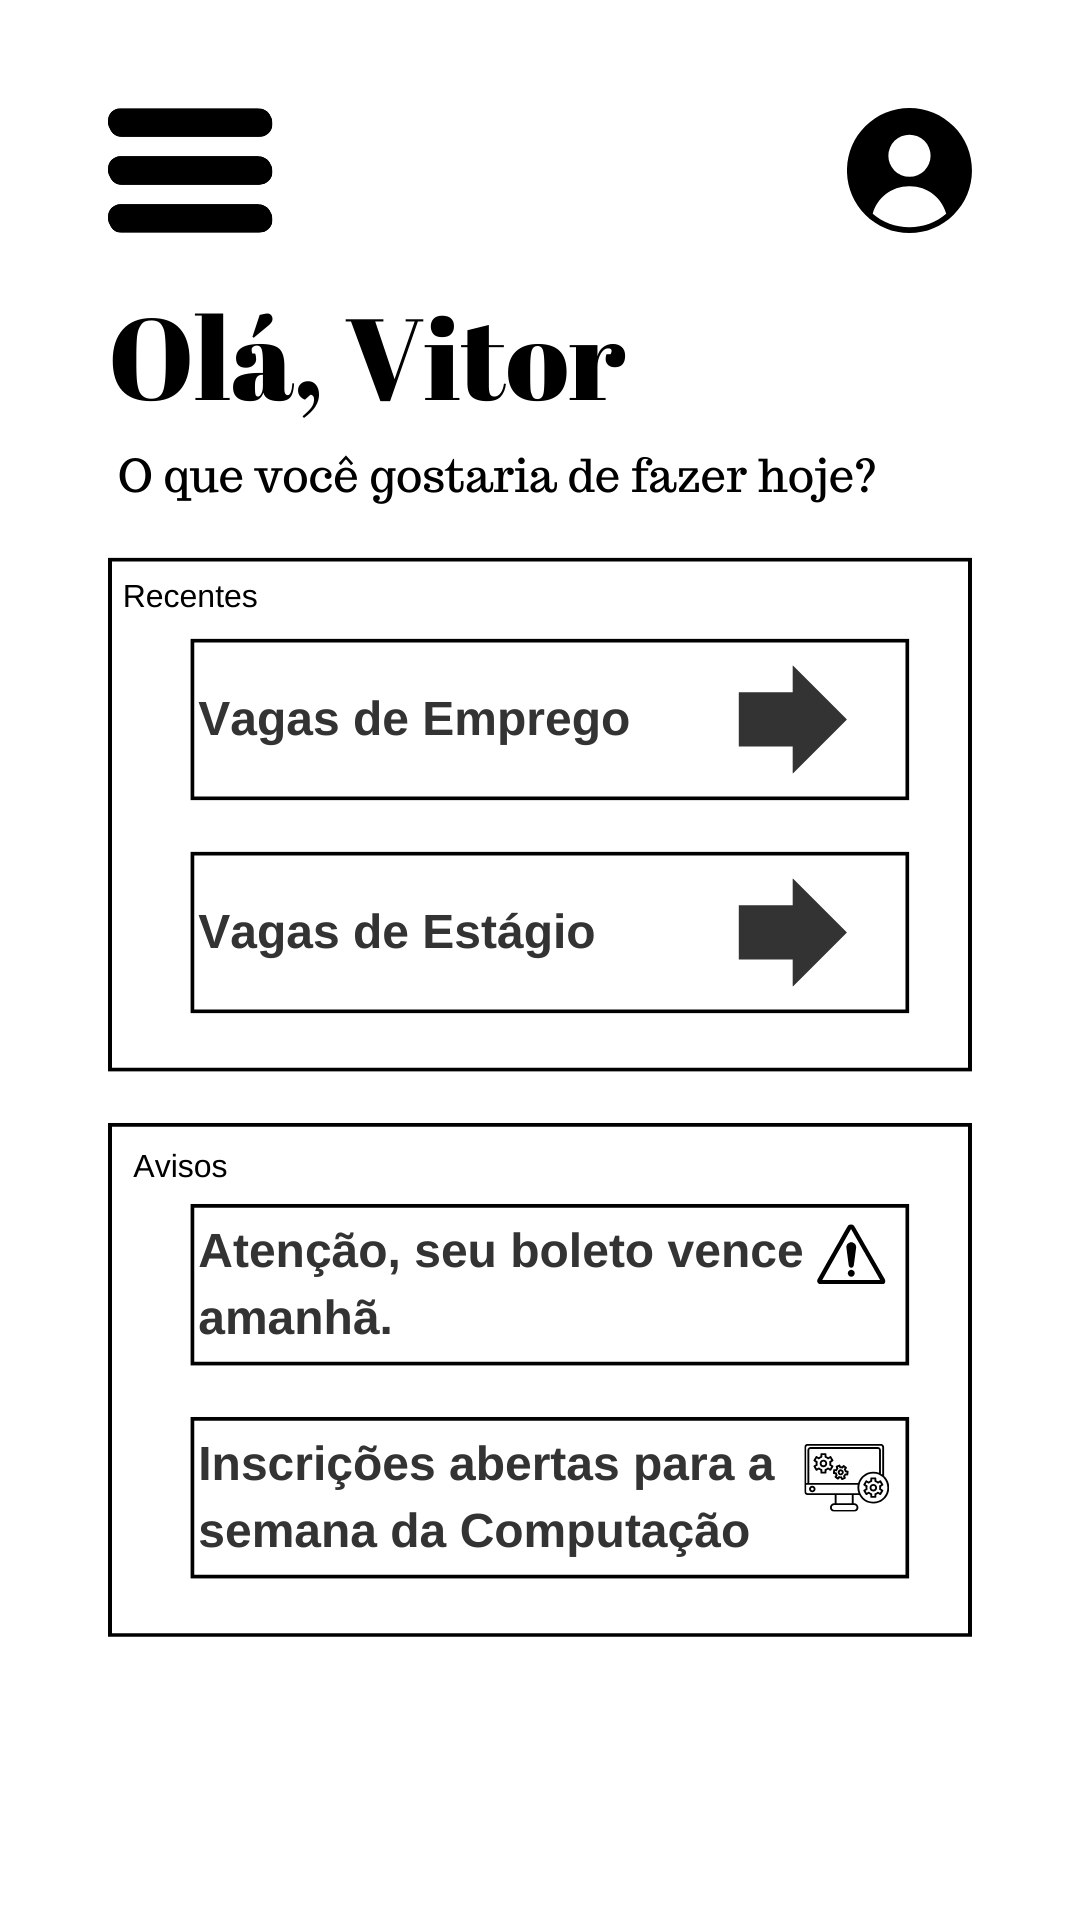 Olá, Vitor
O que você gostaria de fazer hoje?
Recentes
Vagas de Emprego
Vagas de Estágio
Avisos
Atenção, seu boleto vence
amanhã.
Inscrições abertas para a
semana da Computação